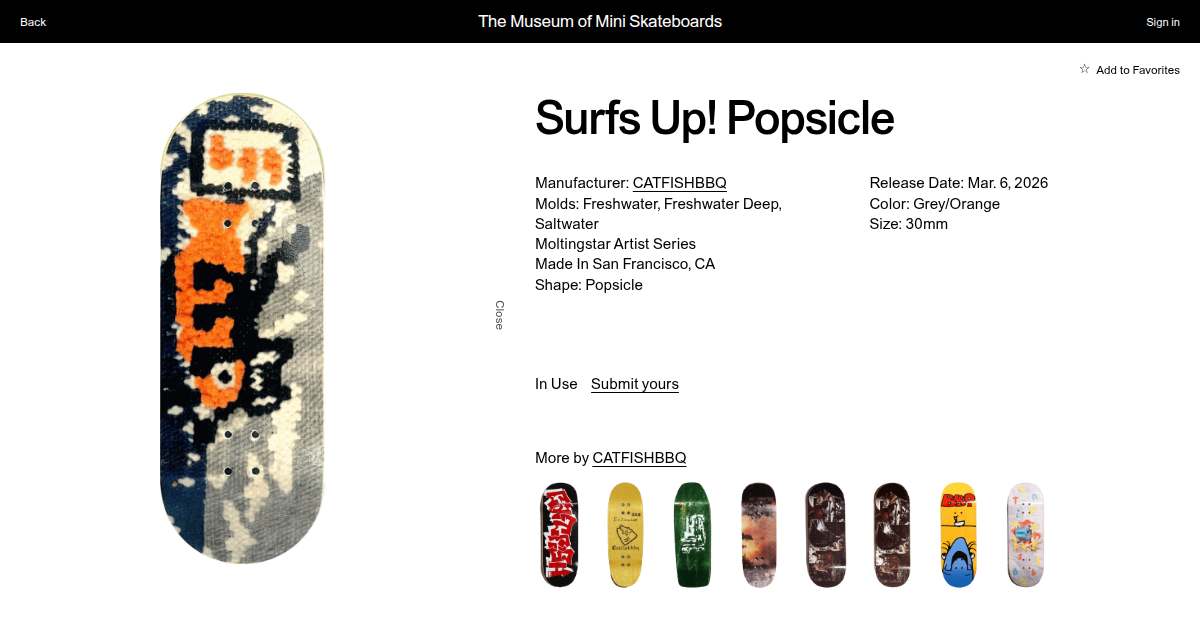 Back
The Museum of Mini Skateboards
Sign in
☆ Add to Favorites
Surfs Up! Popsicle
Manufacturer: CATFISHBBQ
Molds: Freshwater, Freshwater Deep,
Saltwater
Moltingstar Artist Series
Made In San Francisco, CA
Shape: Popsicle
Release Date: Mar. 6, 2026
Color: Grey/Orange
Size: 30mm
Close
In Use Submit yours
More by CATFISHBBQ